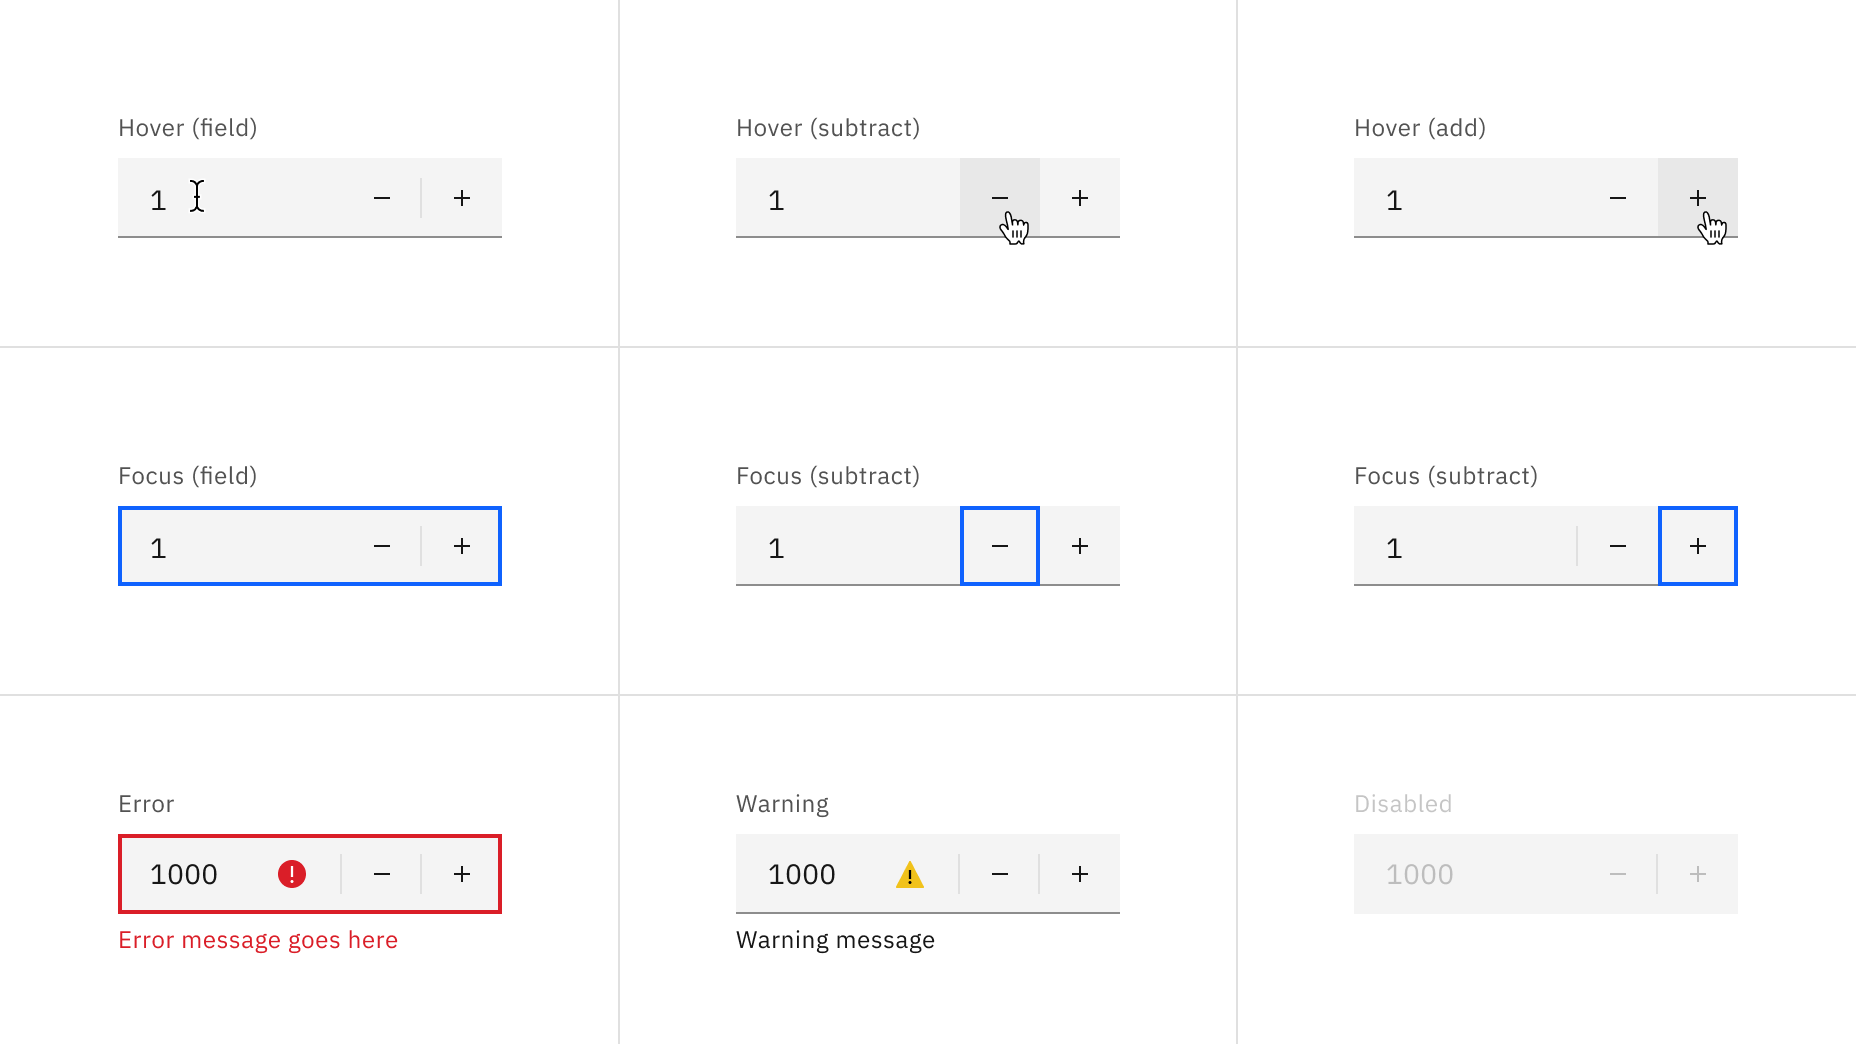 Hover (field)
Hover (subtract)
Hover (add)
1
1
1
Focus (field)
Focus (subtract)
Focus (subtract)
1
1
1
Error
Warning
Disabled
1000
1000
1000
Error message goes here
Warning message